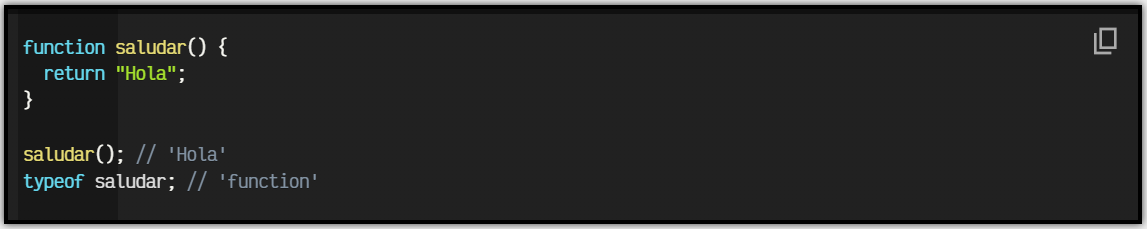 function saludar() {
  return "Hola";
}

saludar(); // 'Hola'
typeof saludar; // 'function'